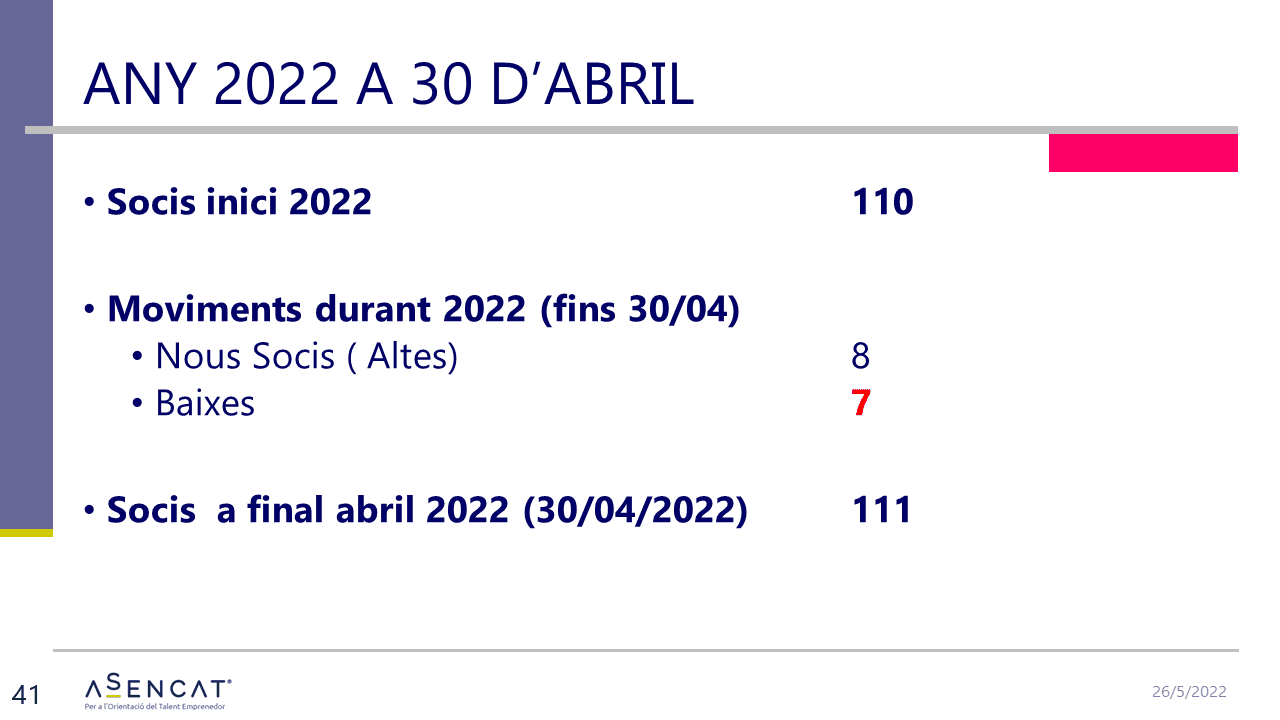 ANY 2022 A 30 D’ABRIL
• Socis inici 2022 110
• Moviments durant 2022 (fins 30/04)
• Nous Socis ( Altes) 8
• Baixes 7
• Socis  a final abril 2022 (30/04/2022) 111
41
ASENCAT®
Per a l'Orientació del Talent Emprenedor
26/5/2022